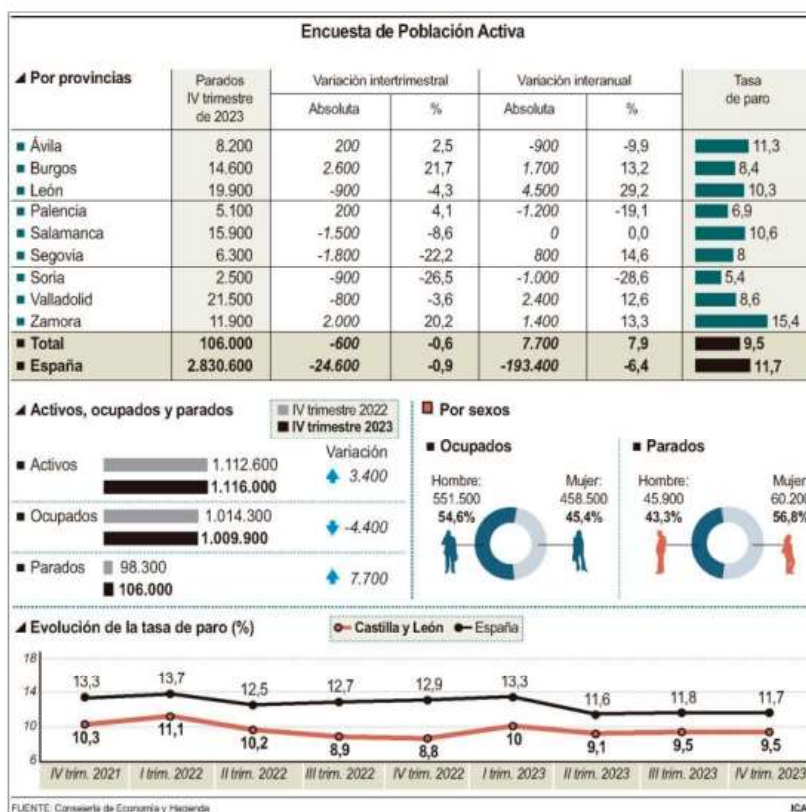 Encuesta de Población Activa
Por provincias
Parados IV trimestre de 2023
Variación intertrimestral
Variación interanual
Tasa de paro
Absoluta % Absoluta %
Ávila 8.200 200 2,5 -900 -9,9 11,3
Burgos 14.600 2.600 21,7 1.700 13,2 8,4
León 19.900 -900 -4,3 4.500 29,2 10,3
Palencia 5.100 200 4,1 -1.200 -19,1 6,9
Salamanca 15.900 -1.500 -8,6 0 0,0 10,6
Segovia 6.300 -1.800 -22,2 800 14,6 8
Soria 2.500 -900 -26,5 -1.000 -28,6 5,4
Valladolid 21.500 -800 -3,6 2.400 12,6 8,6
Zamora 11.900 2.000 20,2 1.400 13,3 15,4
Total 106.000 -600 -0,6 7.700 7,9 9,5
España 2.830.600 -24.600 -0,9 -193.400 -6,4 11,7
Activos, ocupados y parados
IV trimestre 2022
IV trimestre 2023
Variación
Activos 1.112.600
1.116.000
3.400
Ocupados 1.014.300
1.009.900
-4.400
Parados 98.300
106.000
7.700
Por sexos
Ocupados
Hombre: Mujer:
551.500 458.500
54,6% 45,4%
Parados
Hombre: Mujer:
45.900 60.200
43,3% 56,8%
Evolución de la tasa de paro (%)
Castilla y León España
18
14
10
6
13,3 13,7 12,5 12,7 12,9 13,3 11,6 11,8 11,7
10,3 11,1 10,2 8,9 8,8 10 9,1 9,5 9,5
IV trim. 2021 I trim. 2022 II trim. 2022 III trim. 2022 IV trim. 2022 I trim. 2023 II trim. 2023 III trim. 2023 IV trim. 2023
FUENTE: Consejería de Economía y Hacienda
ICAL